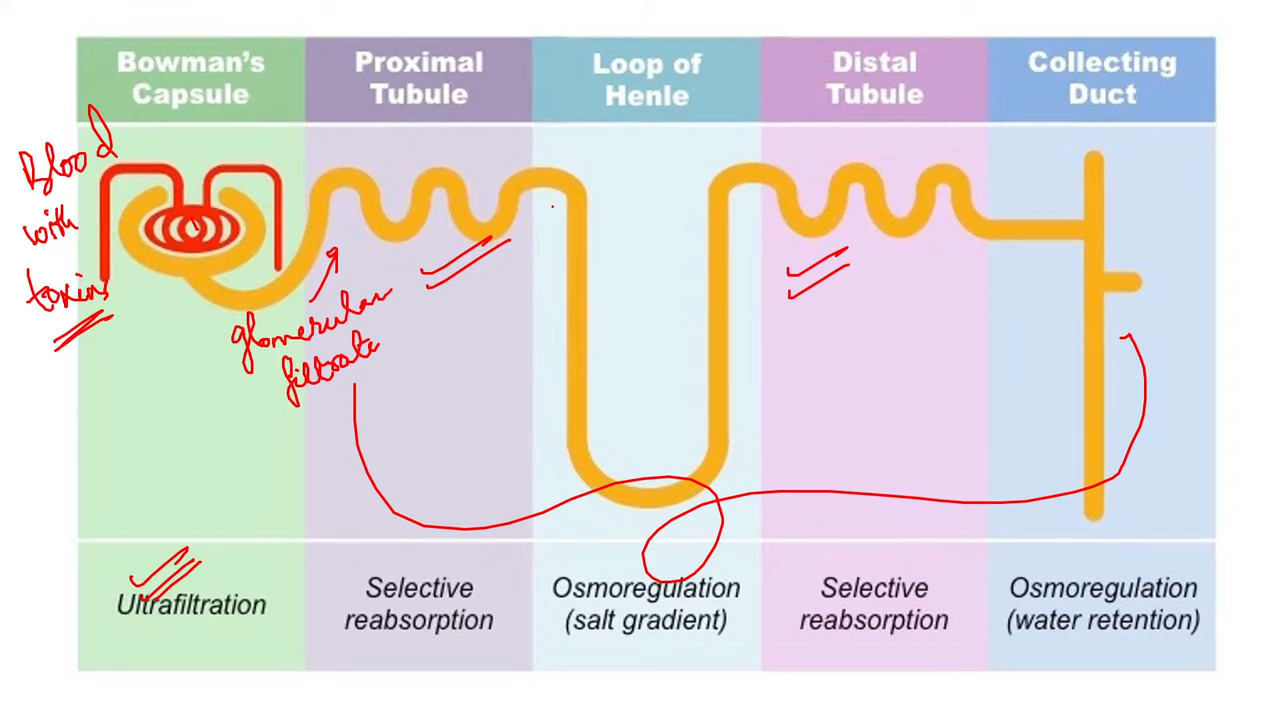 Bowman's
Capsule
Proximal
Tubule
Loop of
Henle
Distal
Tubule
Collecting
Duct
Blood
with
toxins
glomerular
filtrate
Ultrafiltration
Selective
reabsorption
Osmoregulation
(salt gradient)
Selective
reabsorption
Osmoregulation
(water retention)